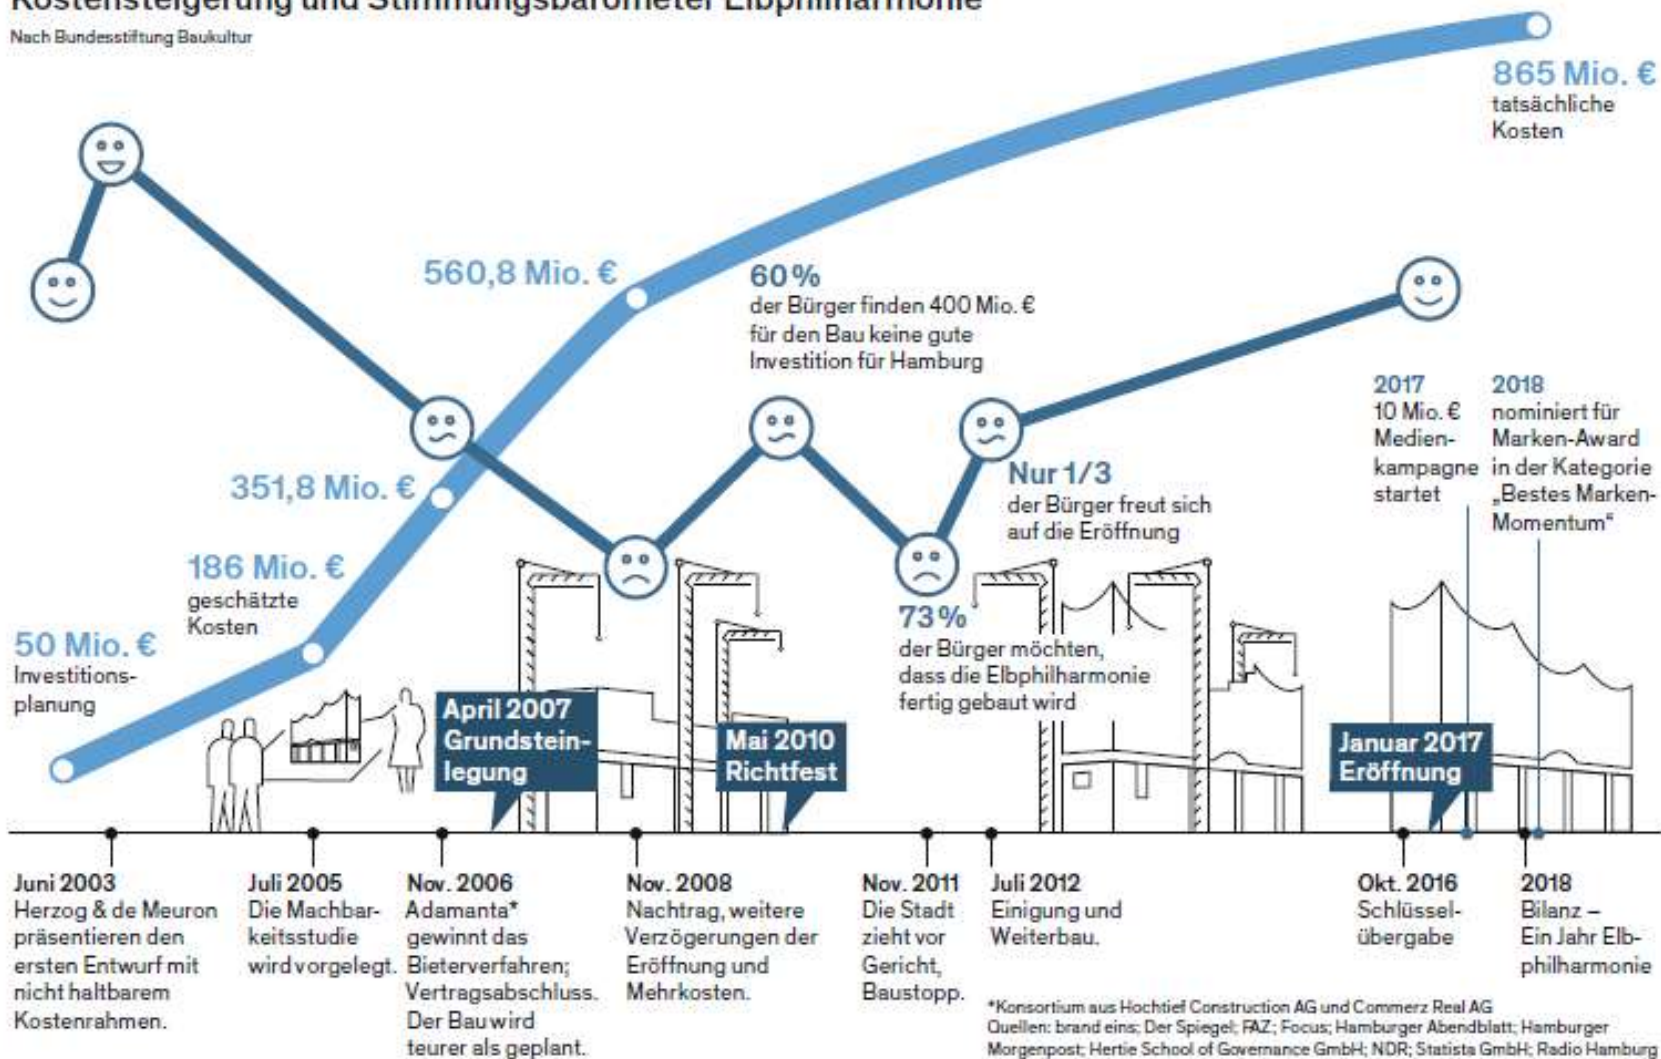 Kostensteigerung und Stimmungsbarometer Elbphilharmonie
Nach Bundesstiftung Baukultur
865 Mio. €
tatsächliche
Kosten
560,8 Mio. €
60%
der Bürger finden 400 Mio. €
für den Bau keine gute
Investition für Hamburg
2017
10 Mio. €
Medien-
kampagne
startet
2018
nominiert für
Marken-Award
in der Kategorie
„Bestes Marken-
Momentum“
351,8 Mio. €
Nur 1/3
der Bürger freut sich
auf die Eröffnung
186 Mio. €
geschätzte
Kosten
73%
der Bürger möchten,
dass die Elbphilharmonie
fertig gebaut wird
50 Mio. €
Investitions-
planung
April 2007
Grundstein-
legung
Mai 2010
Richtfest
Januar 2017
Eröffnung
Juni 2003
Herzog & de Meuron
präsentieren den
ersten Entwurf mit
nicht haltbarem
Kostenrahmen.
Juli 2005
Die Machbar-
keitsstudie
wird vorgelegt.
Nov. 2006
Adamanta*
gewinnt das
Bieterverfahren;
Vertragsabschluss.
Der Bau wird
teurer als geplant.
Nov. 2008
Nachtrag, weitere
Verzögerungen der
Eröffnung und
Mehrkosten.
Nov. 2011
Die Stadt
zieht vor
Gericht,
Baustopp.
Juli 2012
Einigung und
Weiterbau.
Okt. 2016
Schlüssel-
übergabe
2018
Bilanz –
Ein Jahr Elb-
philharmonie
*Konsortium aus Hochtief Construction AG und Commerz Real AG
Quellen: brand eins; Der Spiegel; FAZ; Focus; Hamburger Abendblatt; Hamburger
Morgenpost; Hertie School of Governance GmbH; NDR; Statista GmbH; Radio Hamburg